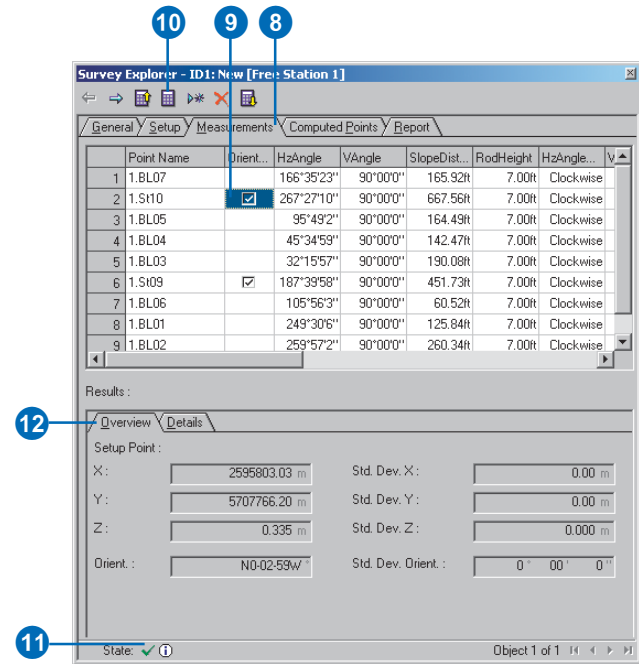 10 9 8
Survey Explorer - ID1: New [Free Station 1]
General Setup Measurements Computed Points Report
Point Name Orient... HzAngle VAngle SlopeDist... RodHeight HzAngle... V
1 1.BL07 166°35'23" 90°00'0" 165.92ft 7.00ft Clockwise
2 1.St10 267°27'10" 90°00'0" 667.56ft 7.00ft Clockwise
3 1.BL05 95°49'2" 90°00'0" 164.49ft 7.00ft Clockwise
4 1.BL04 45°34'59" 90°00'0" 142.47ft 7.00ft Clockwise
5 1.BL03 32°15'57" 90°00'0" 190.08ft 7.00ft Clockwise
6 1.St09 187°39'58" 90°00'0" 451.73ft 7.00ft Clockwise
7 1.BL06 105°56'3" 90°00'0" 60.52ft 7.00ft Clockwise
8 1.BL01 249°30'6" 90°00'0" 125.84ft 7.00ft Clockwise
9 1.BL02 259°57'2" 90°00'0" 260.34ft 7.00ft Clockwise
Results :
12 Overview Details
Setup Point :
X : 2595803.03 m Std. Dev. X : 0.00 m
Y : 5707766.20 m Std. Dev. Y : 0.00 m
Z : 0.335 m Std. Dev. Z : 0.000 m
Orient. : N0-02-59W ° Std. Dev. Orient. : 0 ° 00 ' 0 "
11 State: Object 1 of 1